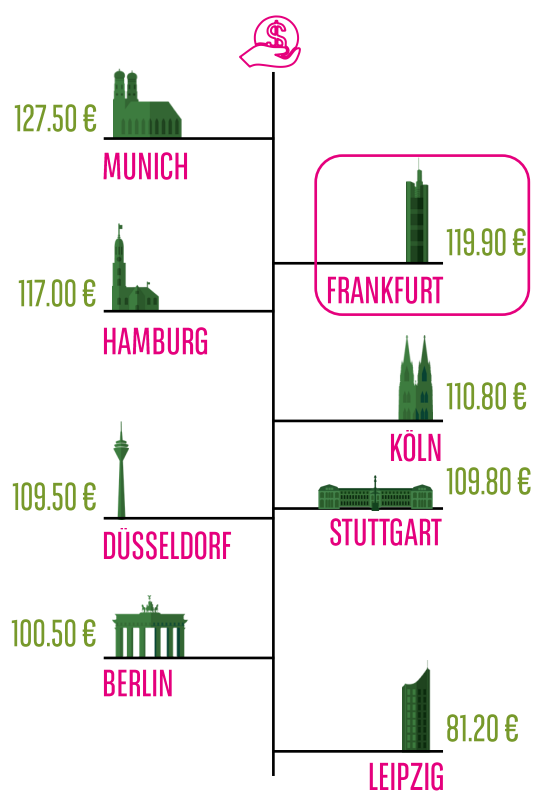 $
127.50 €
MUNICH
119.90 €
FRANKFURT
117.00 €
HAMBURG
110.80 €
KÖLN
109.80 €
STUTTGART
109.50 €
DÜSSELDORF
100.50 €
BERLIN
81.20 €
LEIPZIG